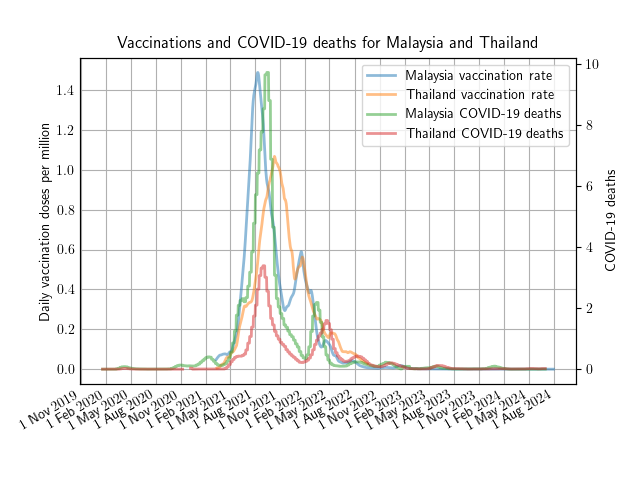 Vaccinations and COVID-19 deaths for Malaysia and Thailand
Malaysia vaccination rate
Thailand vaccination rate
Malaysia COVID-19 deaths
Thailand COVID-19 deaths
Daily vaccination doses per million
1.4
1.2
1.0
0.8
0.6
0.4
0.2
0.0
COVID-19 deaths
10
8
6
4
2
0
1 Nov 2019
1 Feb 2020
1 May 2020
1 Aug 2020
1 Nov 2020
1 Feb 2021
1 May 2021
1 Aug 2021
1 Nov 2021
1 Feb 2022
1 May 2022
1 Aug 2022
1 Nov 2022
1 Feb 2023
1 May 2023
1 Aug 2023
1 Nov 2023
1 Feb 2024
1 May 2024
1 Aug 2024